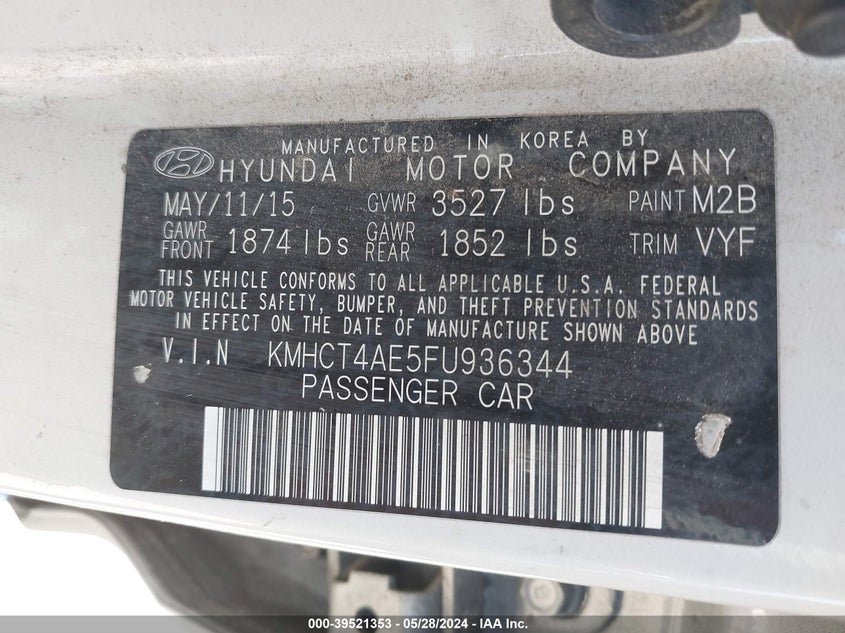 MANUFACTURED IN KOREA BY
HYUNDAI MOTOR COMPANY
MAY/11/15 GVWR 3527 lbs PAINT M2B
GAWR FRONT 1874 lbs GAWR REAR 1852 lbs TRIM VYF
THIS VEHICLE CONFORMS TO ALL APPLICABLE U.S.A. FEDERAL
MOTOR VEHICLE SAFETY, BUMPER, AND THEFT PREVENTION STANDARDS
IN EFFECT ON THE DATE OF MANUFACTURE SHOWN ABOVE
V.I.N KMHCT4AE5FU936344
PASSENGER CAR
000-39521353 - 05/28/2024 - IAA Inc.